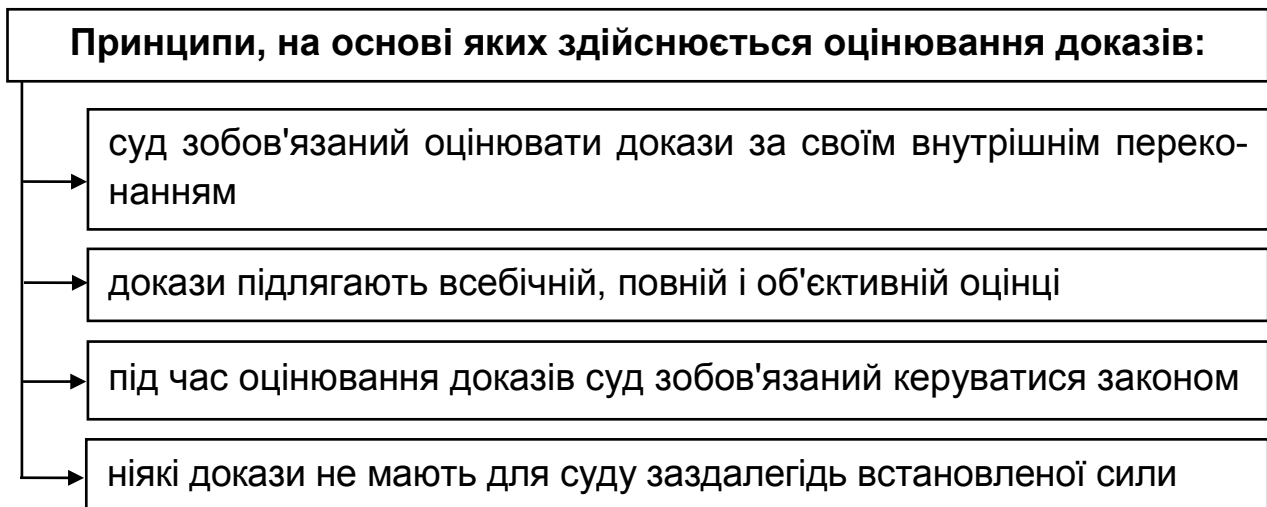 Принципи, на основі яких здійснюється оцінювання доказів:
суд зобов'язаний оцінювати докази за своїм внутрішнім переко-
нанням
докази підлягають всебічній, повній і об'єктивній оцінці
під час оцінювання доказів суд зобов'язаний керуватися законом
ніякі докази не мають для суду заздалегідь встановленої сили